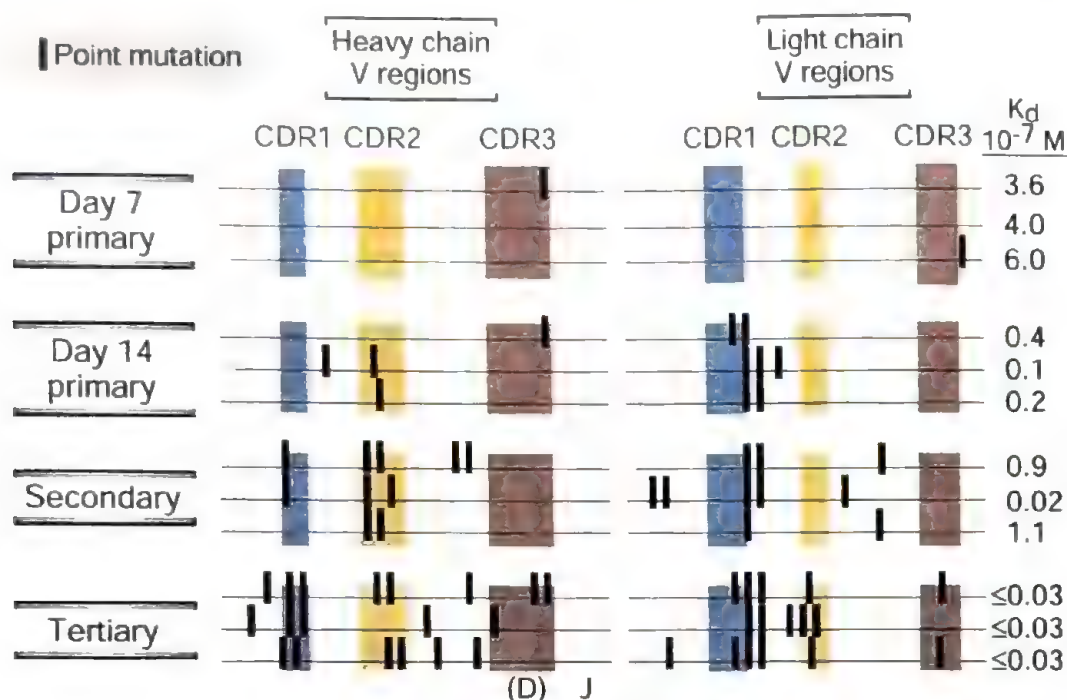 Point mutation
Heavy chain
V regions
Light chain
V regions
CDR1 CDR2 CDR3
CDR1 CDR2 CDR3
Kd
10⁻⁷ M
Day 7
primary
3.6
4.0
6.0
Day 14
primary
0.4
0.1
0.2
Secondary
0.9
0.02
1.1
Tertiary
≤0.03
≤0.03
≤0.03
(D) J